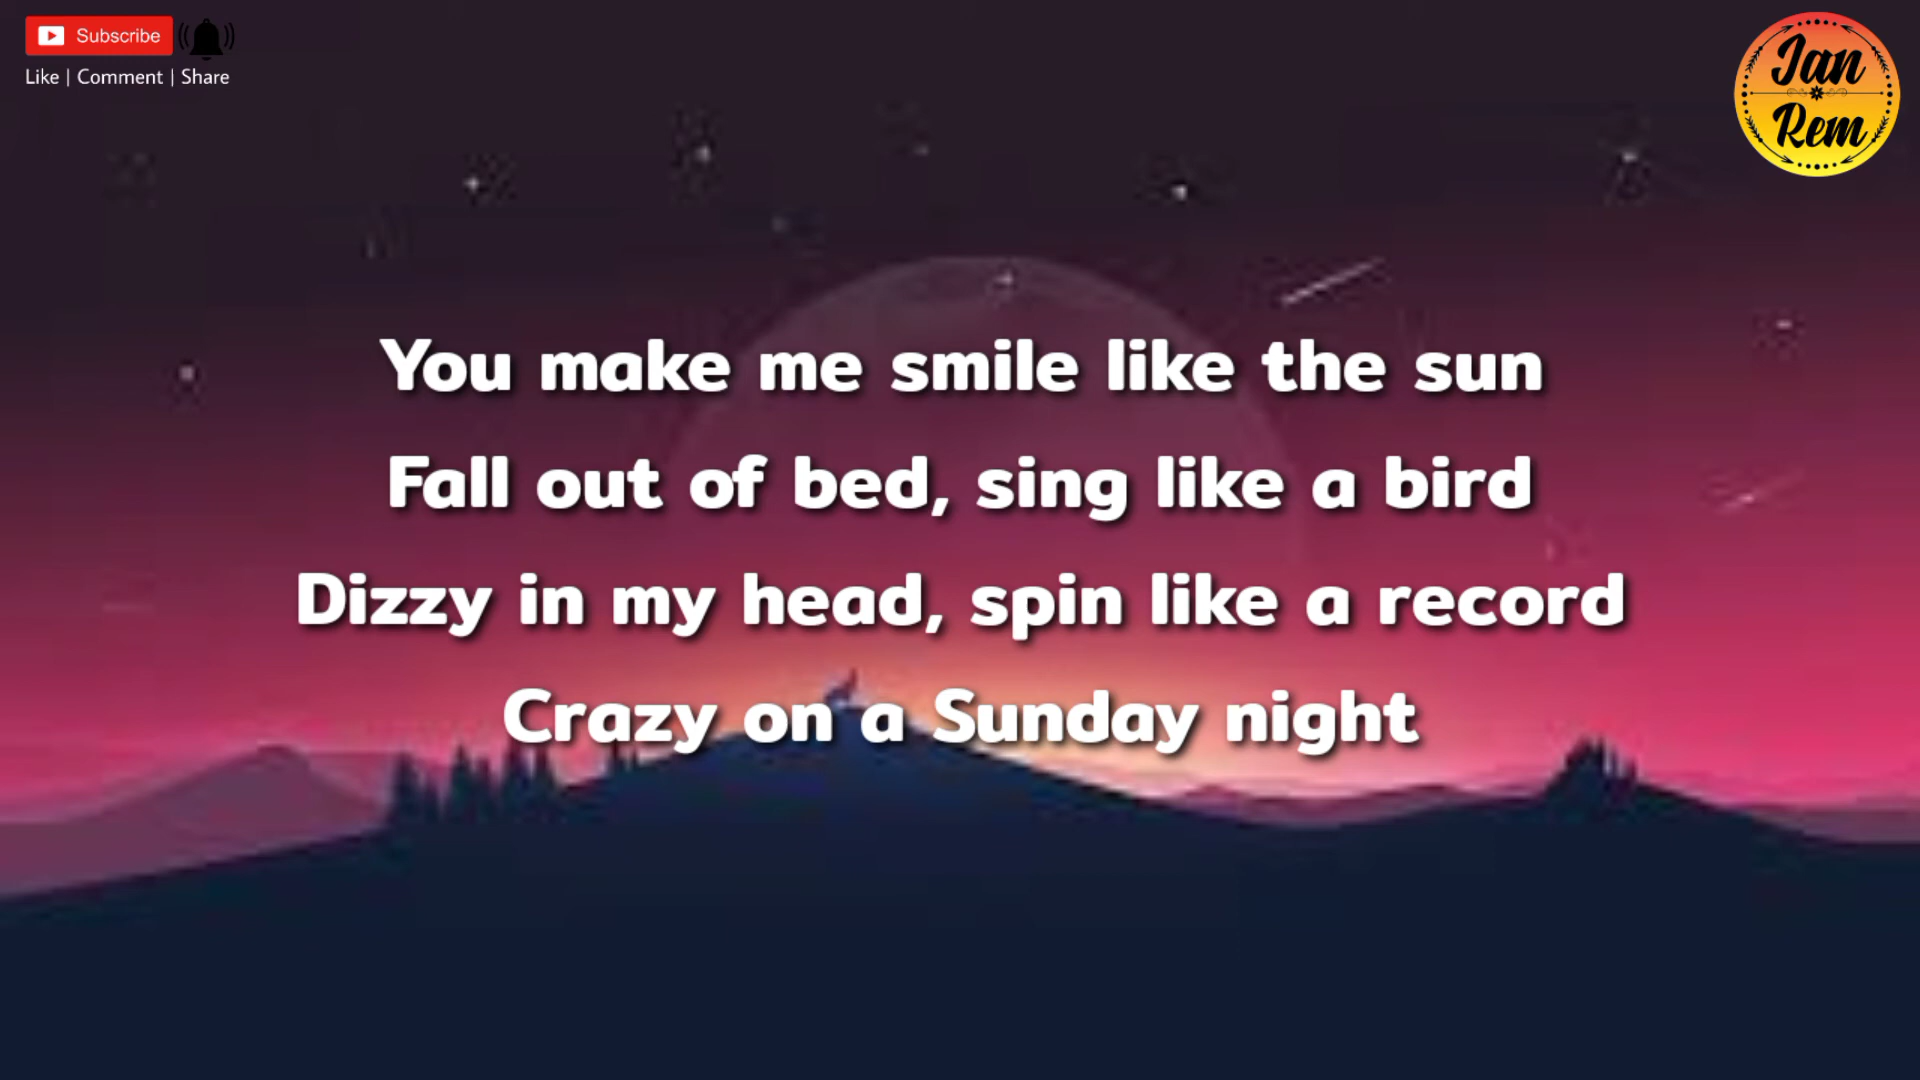 Subscribe
Like | Comment | Share
Jan
Rem
You make me smile like the sun
Fall out of bed, sing like a bird
Dizzy in my head, spin like a record
Crazy on a Sunday night